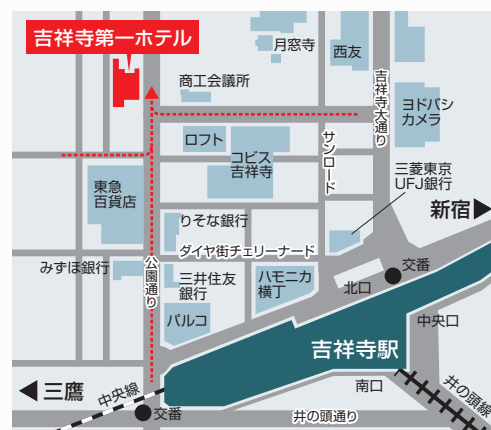 吉祥寺第一ホテル
月窓寺
西友
商工会議所
吉祥寺大通り
ヨドバシ
カメラ
ロフト
コピス
吉祥寺
サンロード
三菱東京
UFJ銀行
東急
百貨店
新宿▶
りそな銀行
ダイヤ街チェリーナード
交番
みずほ銀行
公園通り
三井住友
銀行
ハモニカ
横丁
北口
パルコ
中央口
吉祥寺駅
◀三鷹
中央線
南口
井の頭線
交番
井の頭通り